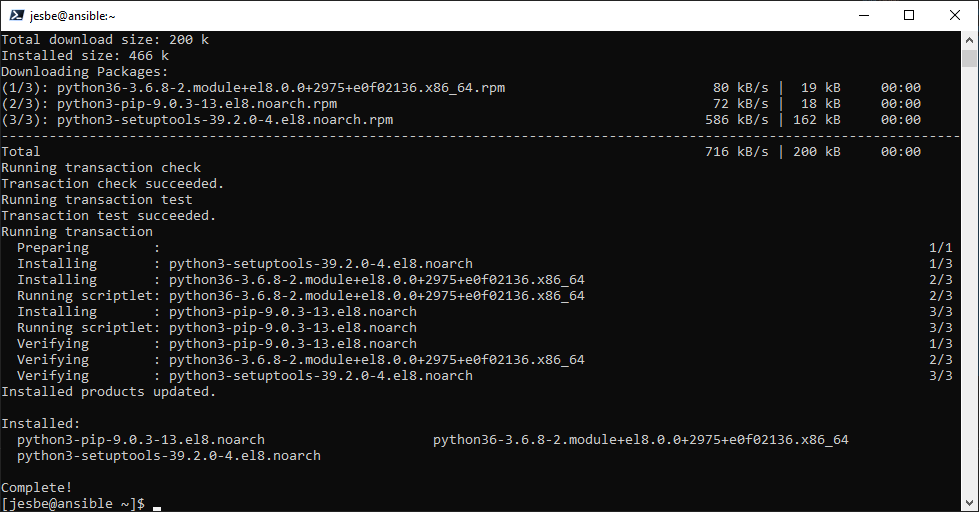 jesbe@ansible:~
Total download size: 200 k
Installed size: 466 k
Downloading Packages:
(1/3): python36-3.6.8-2.module+el8.0.0+2975+e0f02136.x86_64.rpm 80 kB/s | 19 kB 00:00
(2/3): python3-pip-9.0.3-13.el8.noarch.rpm 72 kB/s | 18 kB 00:00
(3/3): python3-setuptools-39.2.0-4.el8.noarch.rpm 586 kB/s | 162 kB 00:00
------------------------------------------------------------------------------------------------------------------------
Total 716 kB/s | 200 kB 00:00
Running transaction check
Transaction check succeeded.
Running transaction test
Transaction test succeeded.
Running transaction
  Preparing        : 1/1
  Installing       : python3-setuptools-39.2.0-4.el8.noarch 1/3
  Installing       : python36-3.6.8-2.module+el8.0.0+2975+e0f02136.x86_64 2/3
  Running scriptlet: python36-3.6.8-2.module+el8.0.0+2975+e0f02136.x86_64 2/3
  Installing       : python3-pip-9.0.3-13.el8.noarch 3/3
  Running scriptlet: python3-pip-9.0.3-13.el8.noarch 3/3
  Verifying        : python3-pip-9.0.3-13.el8.noarch 1/3
  Verifying        : python36-3.6.8-2.module+el8.0.0+2975+e0f02136.x86_64 2/3
  Verifying        : python3-setuptools-39.2.0-4.el8.noarch 3/3
Installed products updated.

Installed:
  python3-pip-9.0.3-13.el8.noarch python36-3.6.8-2.module+el8.0.0+2975+e0f02136.x86_64
  python3-setuptools-39.2.0-4.el8.noarch

Complete!
[jesbe@ansible ~]$